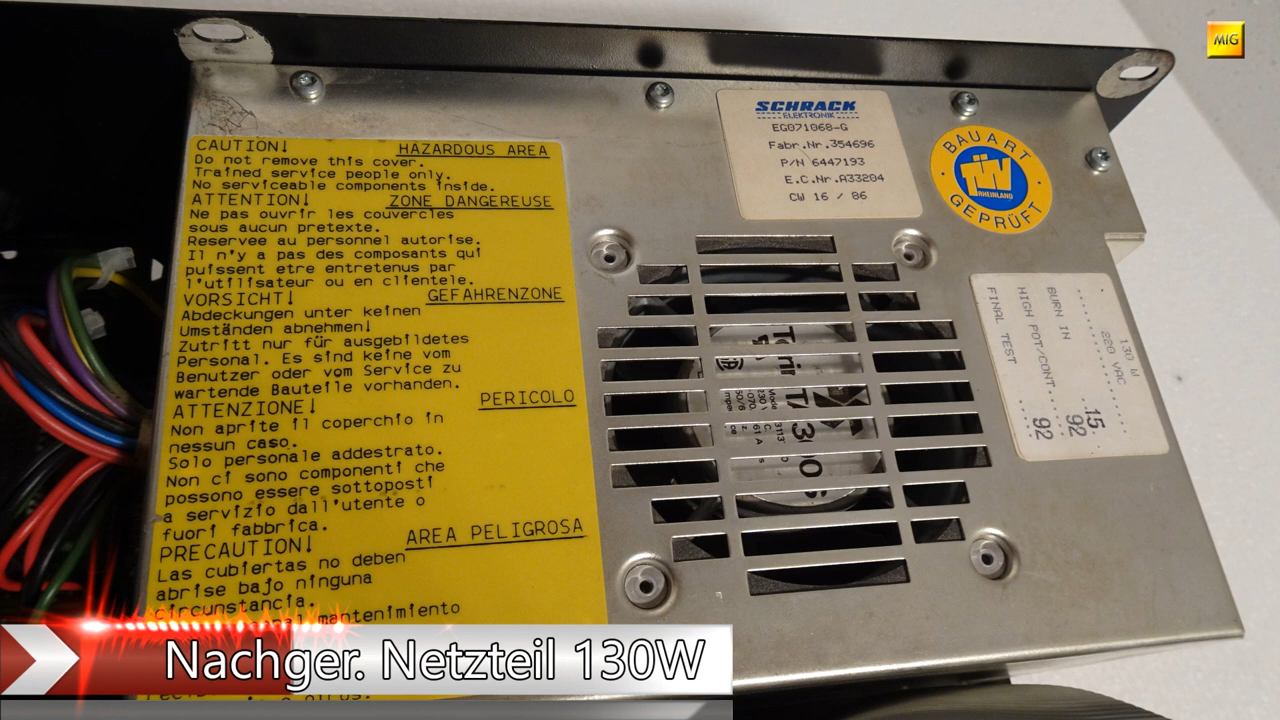 MIG
SCHRACK
ELEKTRONIK
EG071068-G
Fabr.Nr.354696
P/N 6447193
E.C.Nr.A33204
CW 16 / 86
BAUART
TÜV
RHEINLAND
GEPRÜFT
CAUTION! HAZARDOUS AREA
Do not remove this cover.
Trained service people only.
No serviceable components inside.
ATTENTION! ZONE DANGEREUSE
Ne pas ouvrir les couvercles
sous aucun pretexte.
Reservee au personnel autorise.
Il n'y a pas des composants qui
puissent etre entretenus par
l'utilisateur ou en clientele.
VORSICHT! GEFAHRENZONE
Abdeckungen unter keinen
Umständen abnehmen!
Zutritt nur für ausgebildetes
Personal. Es sind keine vom
Benutzer oder vom Service zu
wartende Bauteile vorhanden.
ATTENZIONE! PERICOLO
Non aprite il coperchio in
nessun caso.
Solo personale addestrato.
Non ci sono componenti che
possono essere sottoposti
a servizio dall'utente o
fuori fabbrica.
PRECAUTION! AREA PELIGROSA
Las cubiertas no deben
abrise bajo ninguna
circunstancia.
mantenimiento
130 W
220 VAC
BURN IN 15.
HIGH POT/CONT 92
FINAL TEST 92
Nachger. Netzteil 130W